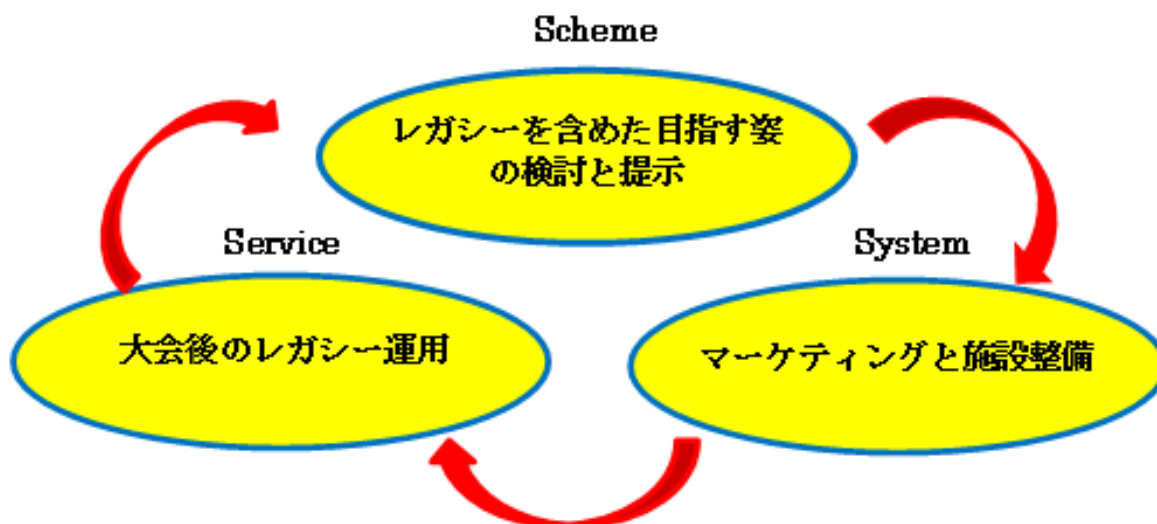 Scheme
レガシーを含めた目指す姿
の検討と提示
Service
System
大会後のレガシー運用
マーケティングと施設整備